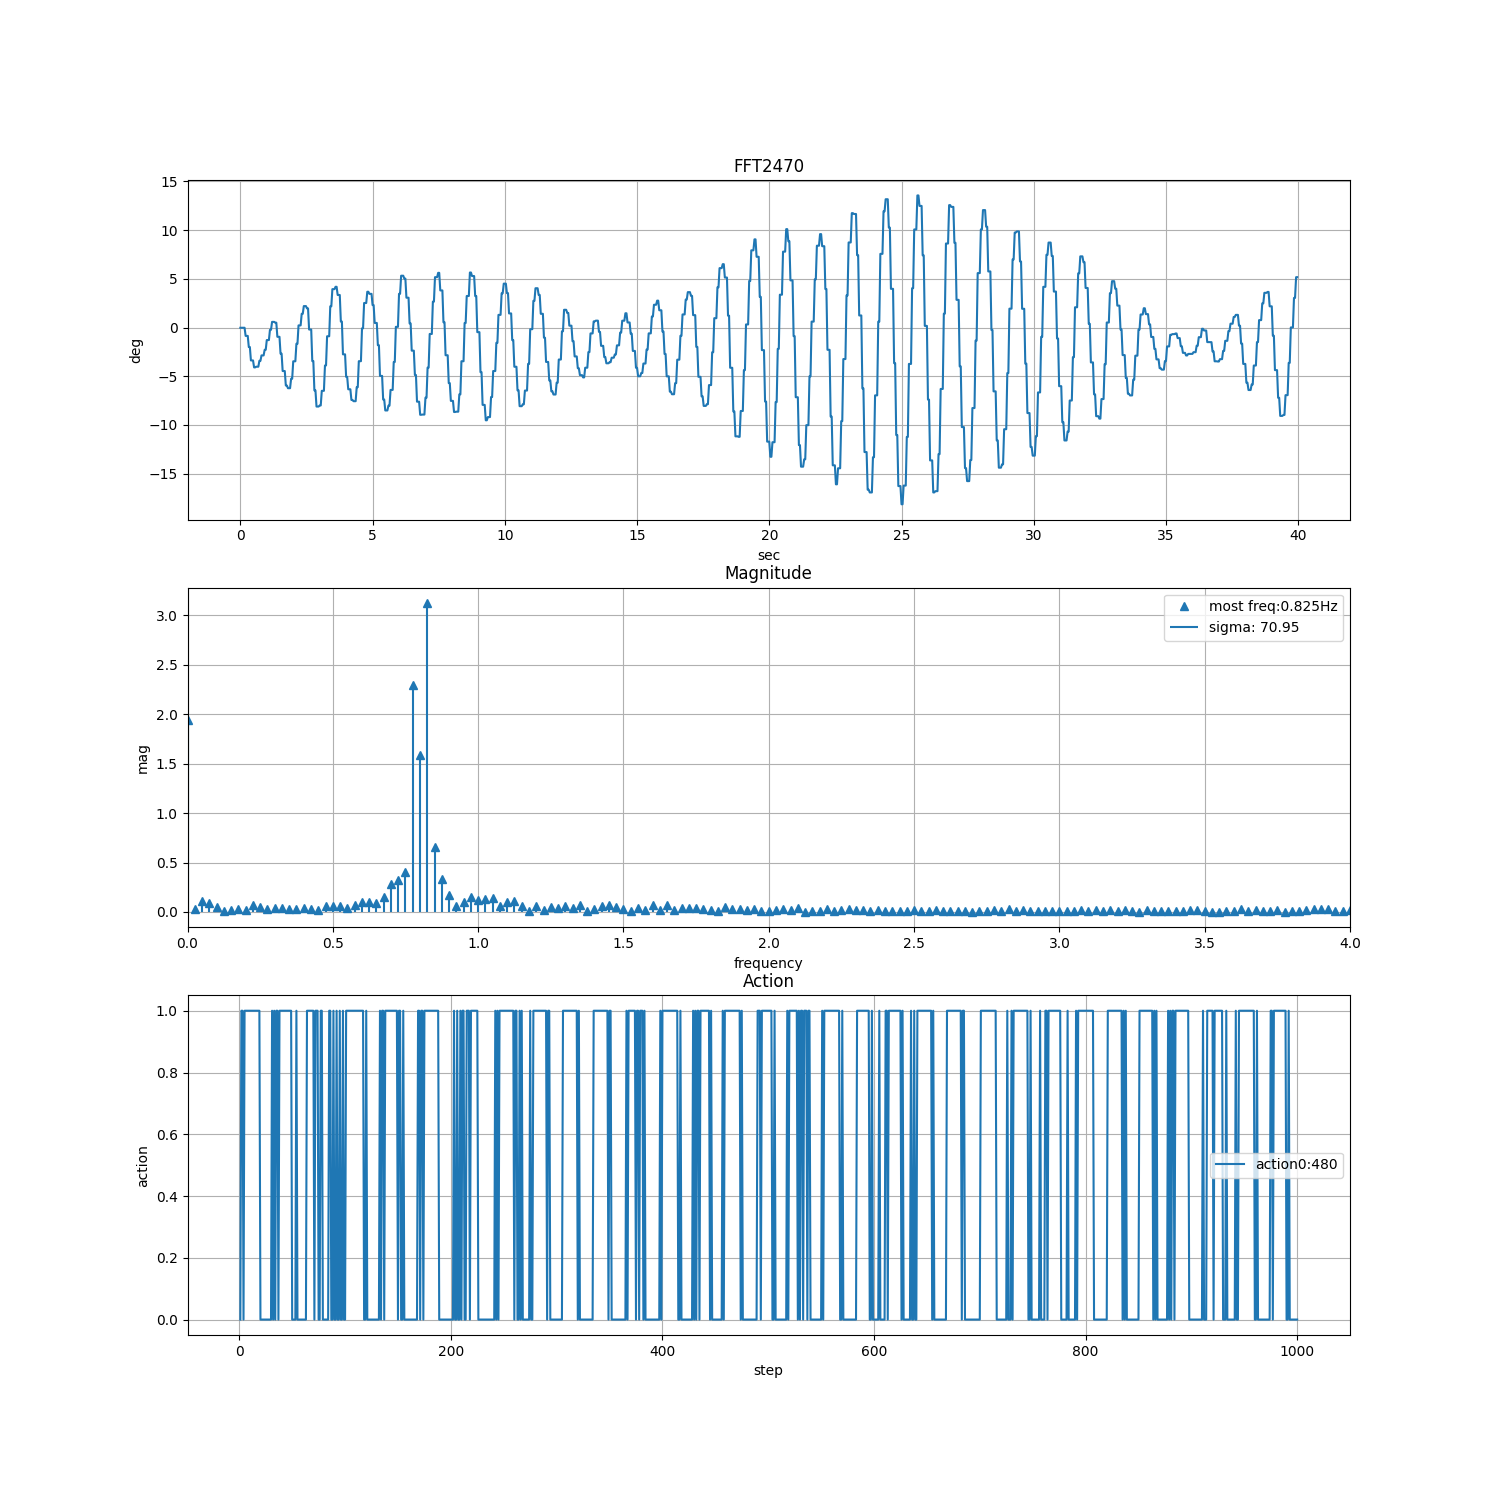 FFT2470
15
10
5
0
−5
−10
−15
deg
0 5 10 15 20 25 30 35 40
sec
Magnitude
3.0
2.5
2.0
1.5
1.0
0.5
0.0
mag
most freq:0.825Hz
sigma: 70.95
0.0 0.5 1.0 1.5 2.0 2.5 3.0 3.5 4.0
frequency
Action
1.0
0.8
0.6
0.4
0.2
0.0
action
action0:480
0 200 400 600 800 1000
step